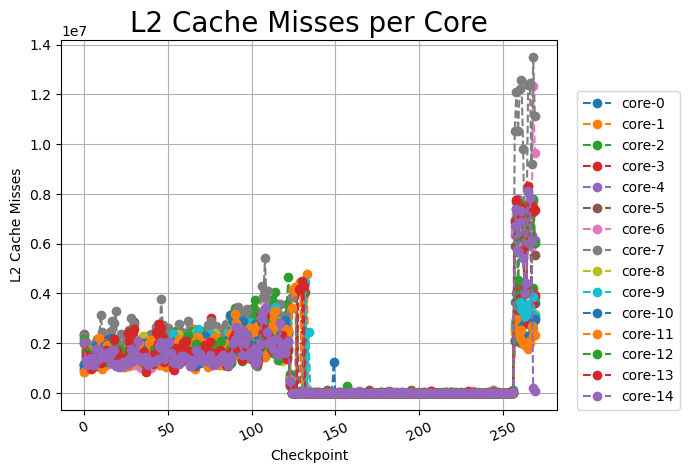 L2 Cache Misses per Core
1e7
1.4
1.2
1.0
0.8
0.6
0.4
0.2
0.0
L2 Cache Misses
0
50
100
150
200
250
Checkpoint
core-0
core-1
core-2
core-3
core-4
core-5
core-6
core-7
core-8
core-9
core-10
core-11
core-12
core-13
core-14